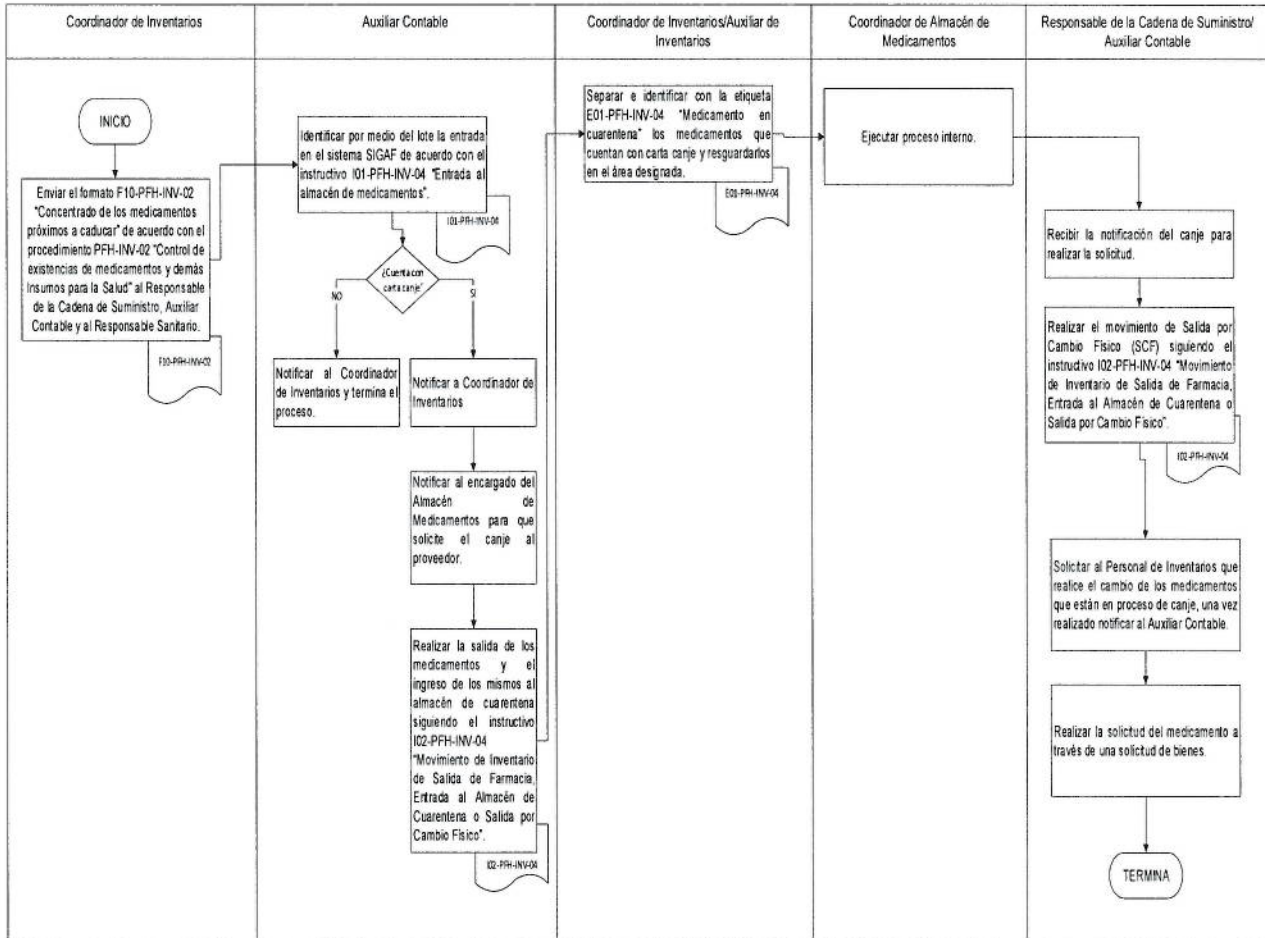 Coordinador de Inventarios
Auxiliar Contable
Coordinador de Inventarios/Auxiliar de
Inventarios
Coordinador de Almacén de
Medicamentos
Responsable de la Cadena de Suministro/
Auxiliar Contable
INICIO
Enviar el formato F10-PFH-INV-02
"Concentrado de los medicamentos
próximos a caducar" de acuerdo con el
procedimiento PFH-INV-02 "Control de
existencias de medicamentos y demás
Insumos para la Salud" al Responsable
de la Cadena de Suministro, Auxiliar
Contable y al Responsable Sanitario.
F10-PFH-INV-02
Identificar por medio del lote la entrada
en el sistema SIGAF de acuerdo con el
instructivo I01-PFH-INV-04 "Entrada al
almacén de medicamentos".
I01-PFH-INV-04
¿Cuenta con
carta canje"
NO
SI
Notificar al Coordinador
de Inventarios y termina el
proceso.
Notificar a Coordinador de
Inventarios
Notificar al encargado del
Almacén de
Medicamentos para que
solicite el canje al
proveedor.
Realizar la salida de los
medicamentos y el
ingreso de los mismos al
almacén de cuarentena
siguiendo el instructivo
I02-PFH-INV-04
"Movimiento de Inventario
de Salida de Farmacia,
Entrada al Almacén de
Cuarentena o Salida por
Cambio Físico".
I02-PFH-INV-04
Separar e identificar con la etiqueta
E01-PFH-INV-04 "Medicamento en
cuarentena" los medicamentos que
cuentan con carta canje y resguardarlos
en el área designada.
E01-PFH-INV-04
Ejecutar proceso interno.
Recibir la notificación del canje para
realizar la solicitud.
Realizar el movimiento de Salida por
Cambio Físico (SCF) siguiendo el
instructivo I02-PFH-INV-04 "Movimiento
de Inventario de Salida de Farmacia,
Entrada al Almacén de Cuarentena o
Salida por Cambio Físico".
I02-PFH-INV-04
Solicitar al Personal de Inventarios que
realice el cambio de los medicamentos
que están en proceso de canje, una vez
realizado notificar al Auxiliar Contable.
Realizar la solicitud del medicamento a
través de una solicitud de bienes.
TERMINA